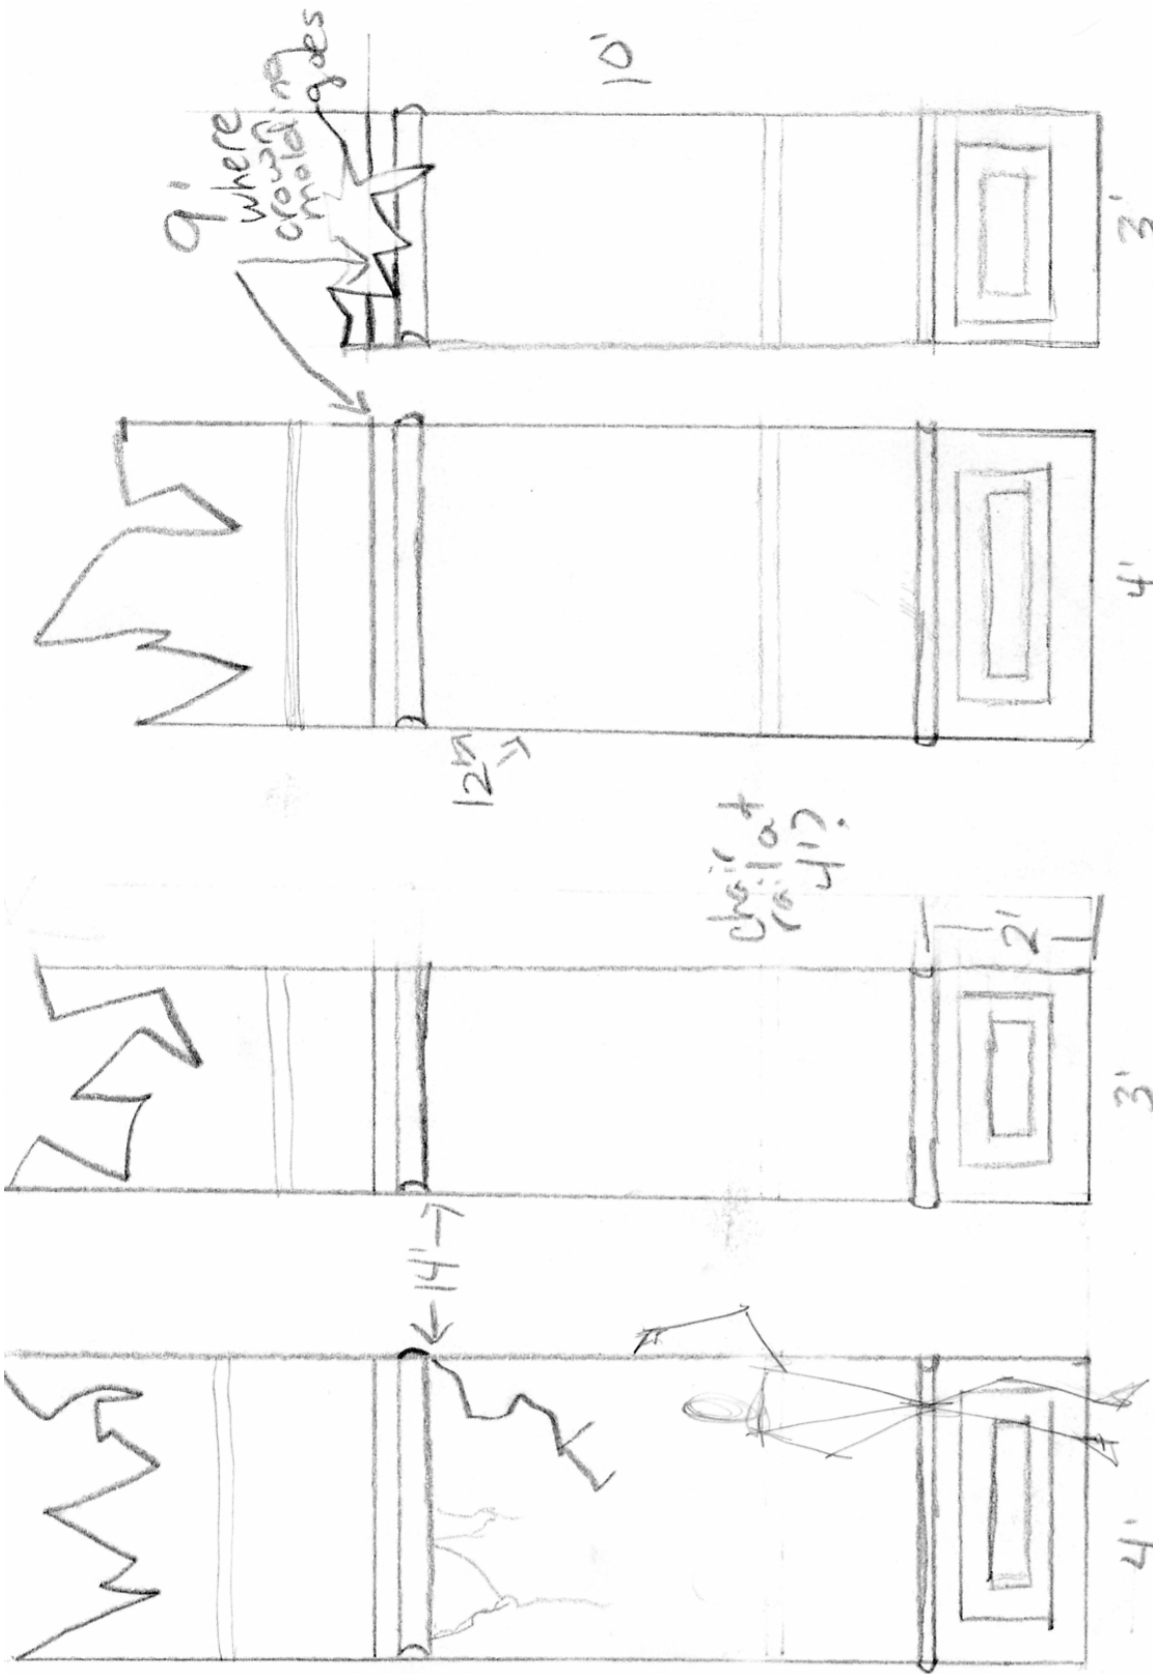 9'
where
crown
molding
goes
10'
3'
12'
4'
chair
rail at
4'?
2'
3'
14'
4'